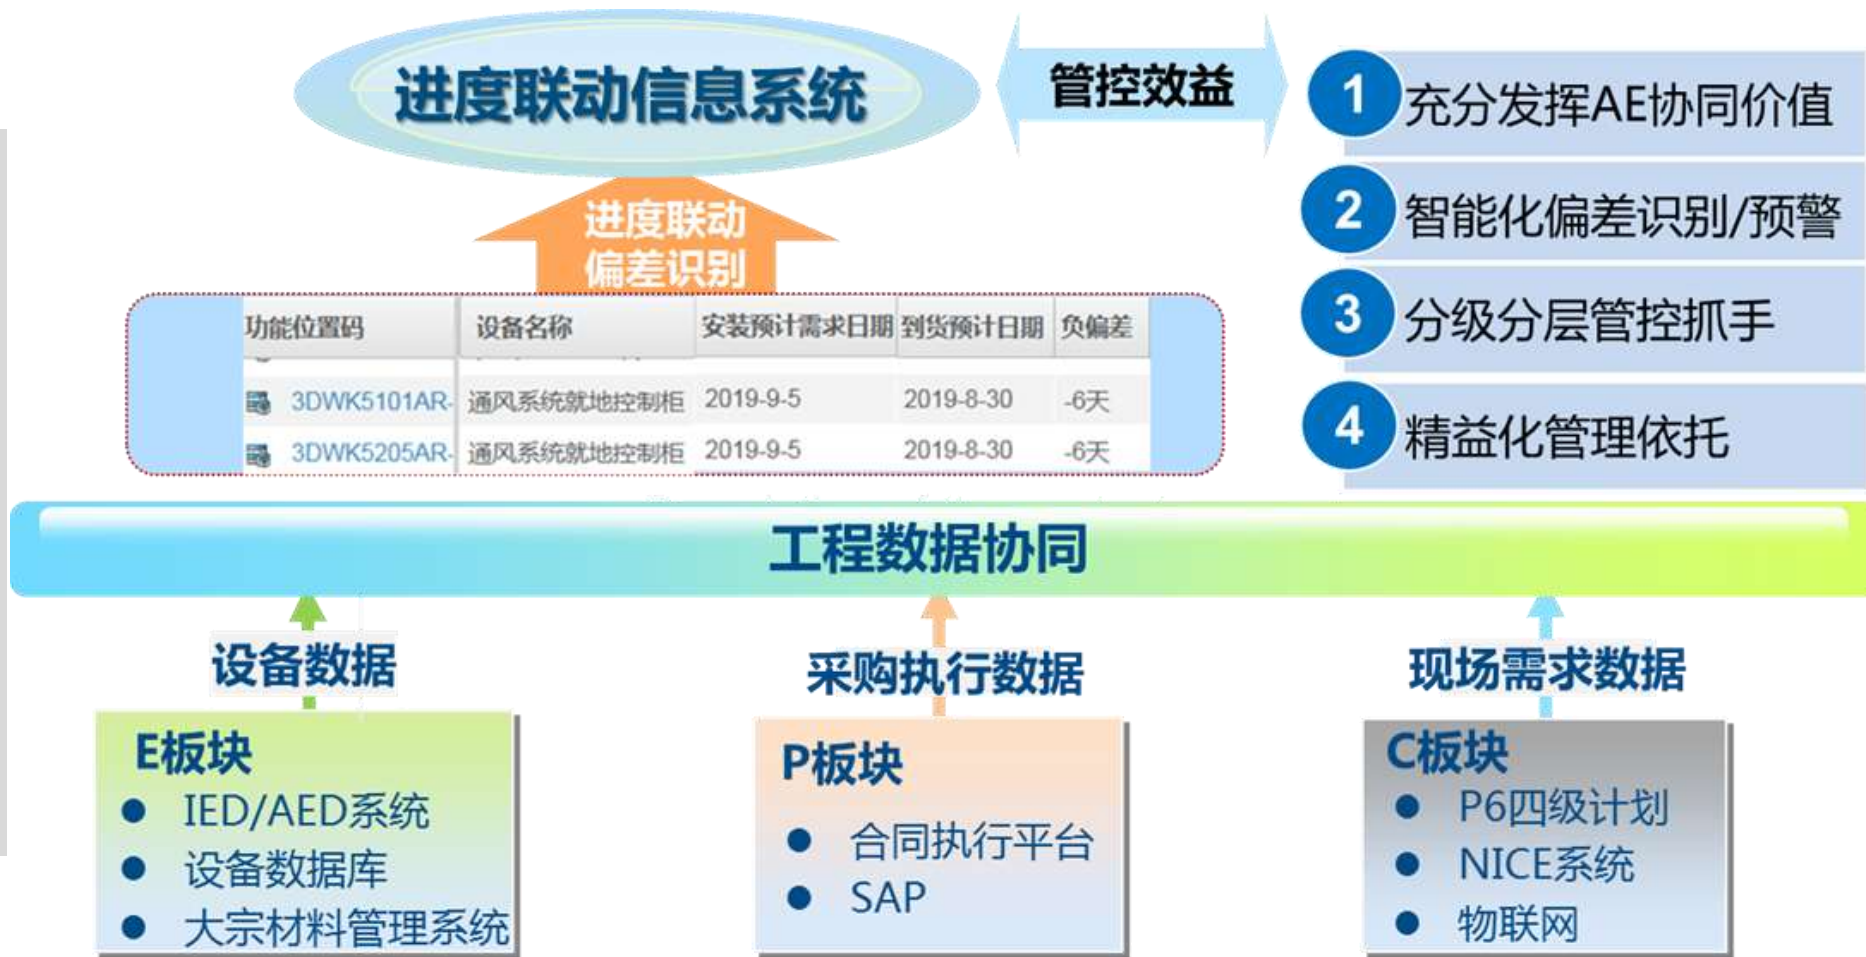 进度联动信息系统
管控效益
1 充分发挥AE协同价值
2 智能化偏差识别/预警
3 分级分层管控抓手
4 精益化管理依托
进度联动
偏差识别
功能位置码 设备名称 安装预计需求日期 到货预计日期 负偏差
3DWK5101AR- 通风系统就地控制柜 2019-9-5 2019-8-30 -6天
3DWK5205AR- 通风系统就地控制柜 2019-9-5 2019-8-30 -6天
工程数据协同
设备数据
采购执行数据
现场需求数据
E板块
● IED/AED系统
● 设备数据库
● 大宗材料管理系统
P板块
● 合同执行平台
● SAP
C板块
● P6四级计划
● NICE系统
● 物联网